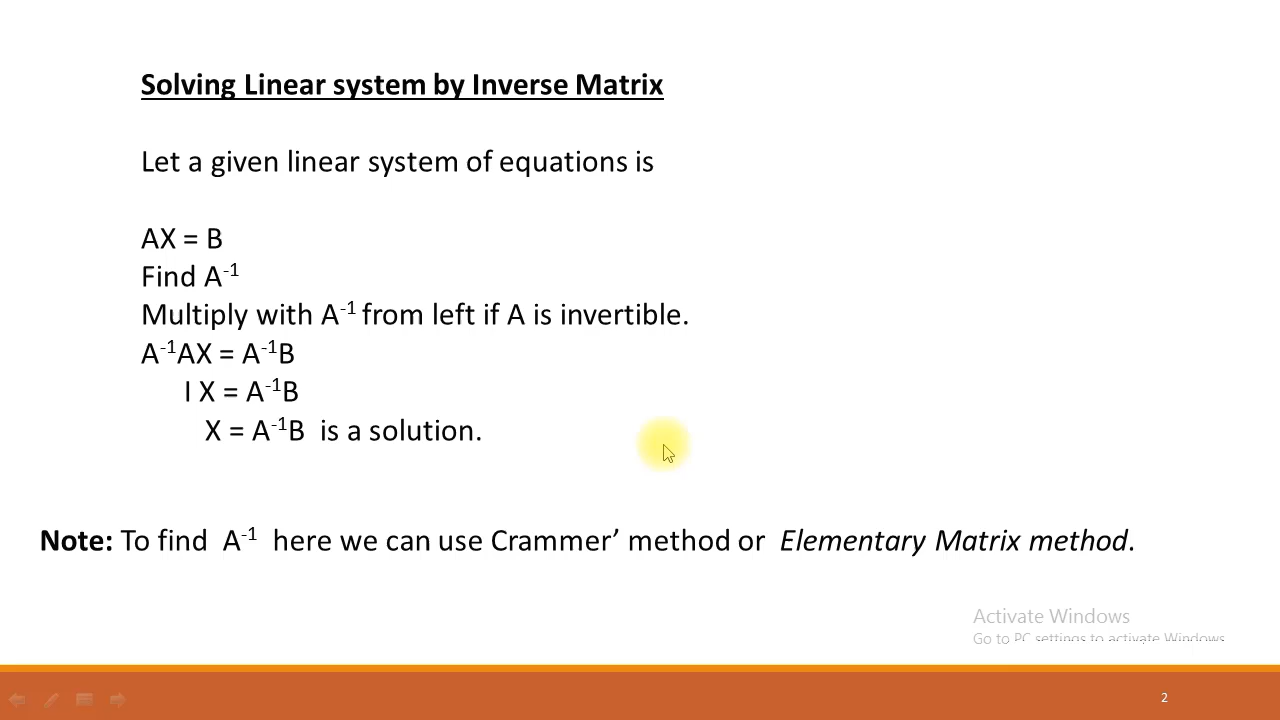 Solving Linear system by Inverse Matrix
Let a given linear system of equations is
AX = B
Find A⁻¹
Multiply with A⁻¹ from left if A is invertible.
A⁻¹AX = A⁻¹B
I X = A⁻¹B
X = A⁻¹B is a solution.
Note: To find A⁻¹ here we can use Crammer’ method or Elementary Matrix method.
Activate Windows
Go to PC settings to activate Windows
2